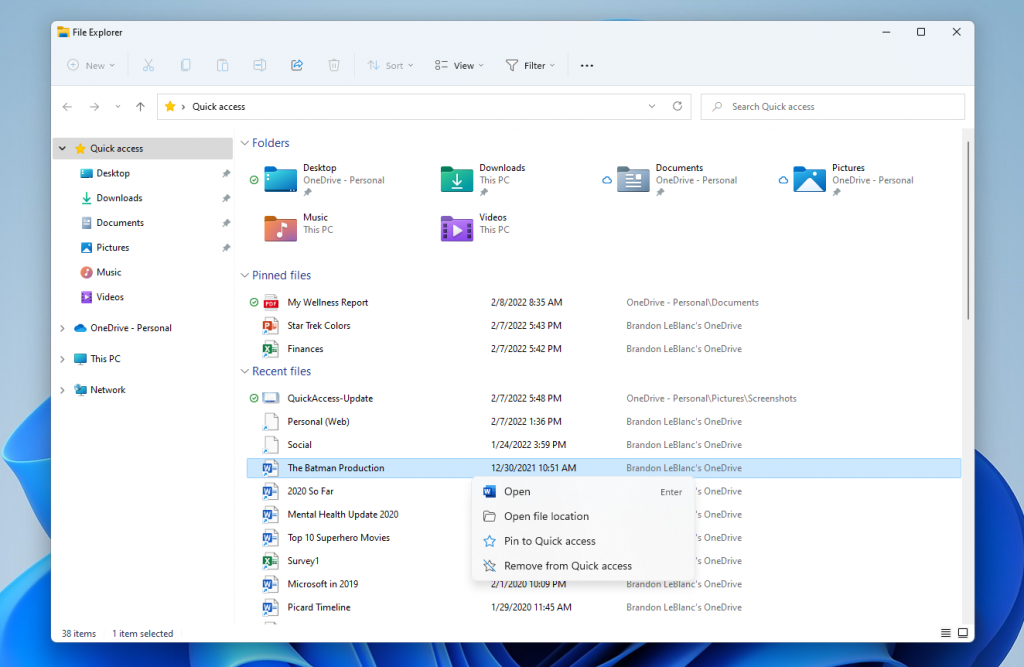 File Explorer
New
Sort
View
Filter
Quick access
Search Quick access
Quick access
Desktop
Downloads
Documents
Pictures
Music
Videos
OneDrive - Personal
This PC
Network
Folders
Desktop
OneDrive - Personal
Downloads
This PC
Documents
OneDrive - Personal
Pictures
OneDrive - Personal
Music
This PC
Videos
This PC
Pinned files
My Wellness Report 2/8/2022 8:35 AM OneDrive - Personal\Documents
Star Trek Colors 2/7/2022 5:43 PM Brandon LeBlanc's OneDrive
Finances 2/7/2022 5:42 PM Brandon LeBlanc's OneDrive
Recent files
QuickAccess-Update 2/7/2022 5:48 PM OneDrive - Personal\Pictures\Screenshots
Personal (Web) 2/7/2022 1:36 PM Brandon LeBlanc's OneDrive
Social 1/24/2022 3:59 PM Brandon LeBlanc's OneDrive
The Batman Production 12/30/2021 10:51 AM Brandon LeBlanc's OneDrive
2020 So Far 's OneDrive
Mental Health Update 2020 's OneDrive
Top 10 Superhero Movies 's OneDrive
Survey1 's OneDrive
Microsoft in 2019 2/1/2020 10:09 PM Brandon LeBlanc's OneDrive
Picard Timeline 1/29/2020 11:45 AM Brandon LeBlanc's OneDrive
Open Enter
Open file location
Pin to Quick access
Remove from Quick access
38 items 1 item selected